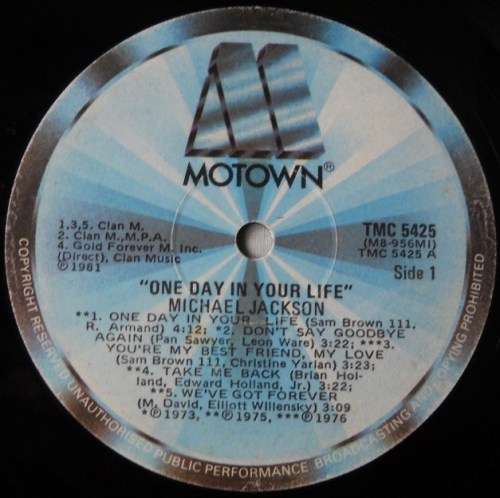 M
MOTOWN®
1,3,5. Clan M.
2. Clan M., M.P.A.
4. Gold Forever M. Inc.
(Direct), Clan Music
℗1981
TMC 5425
(M8-956MI)
TMC 5425 A
Side 1
"ONE DAY IN YOUR LIFE"
MICHAEL JACKSON
**1. ONE DAY IN YOUR LIFE (Sam Brown 111,
R. Armand) 4:12; *2. DON'T SAY GOODBYE
AGAIN (Pan Sawyer, Leon Ware) 3:22; ***3.
YOU'RE MY BEST FRIEND, MY LOVE
(Sam Brown 111, Christine Yarian) 3:23;
**4. TAKE ME BACK (Brian Hol-
land, Edward Holland, Jr.) 3:22;
**5. WE'VE GOT FOREVER
(M. David, Elliott Willensky) 3:09
*℗1973, **℗1975, ***℗1976
COPYRIGHT RESERVED. UNAUTHORISED PUBLIC PERFORMANCE BROADCASTING AND COPYING PROHIBITED